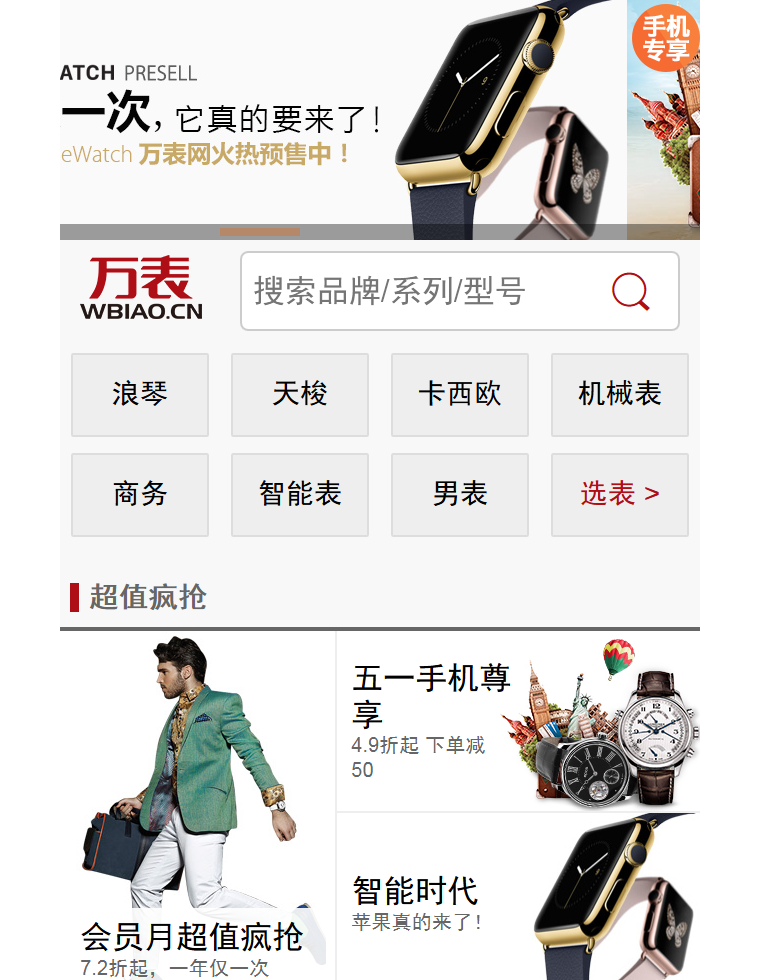 手机
专享
ATCH PRESELL
一次，它真的要来了！
eWatch 万表网火热预售中！
万表
WBIAO.CN
搜索品牌/系列/型号
浪琴
天梭
卡西欧
机械表
商务
智能表
男表
选表 >
超值疯抢
五一手机尊
享
4.9折起 下单减
50
智能时代
苹果真的来了！
会员月超值疯抢
7.2折起，一年仅一次